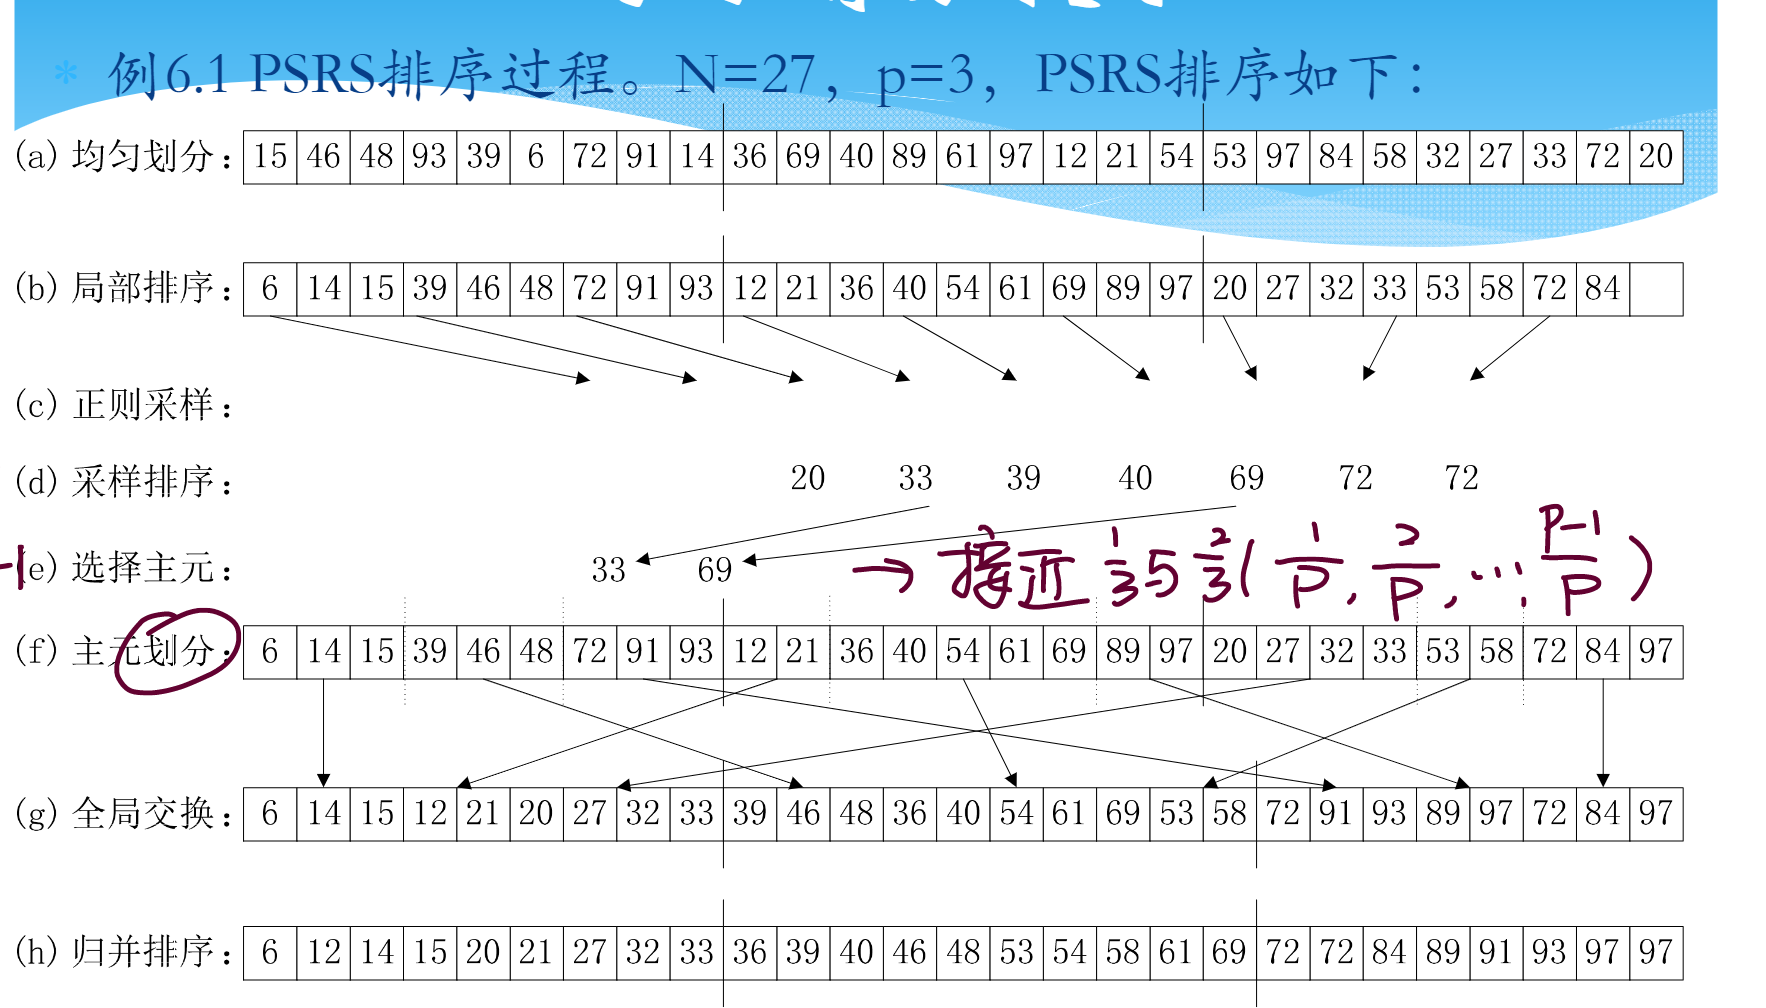 * 例6.1 PSRS排序过程。N=27，p=3，PSRS排序如下：
(a) 均匀划分： 15 46 48 93 39 6 72 91 14 36 69 40 89 61 97 12 21 54 53 97 84 58 32 27 33 72 20
(b) 局部排序： 6 14 15 39 46 48 72 91 93 12 21 36 40 54 61 69 89 97 20 27 32 33 53 58 72 84
(c) 正则采样：
(d) 采样排序： 20 33 39 40 69 72 72
(e) 选择主元： 33 69 → 接近 1/3 与 2/3 ( 1/p , 2/p , ... , p-1/p )
(f) 主元划分： 6 14 15 39 46 48 72 91 93 12 21 36 40 54 61 69 89 97 20 27 32 33 53 58 72 84 97
(g) 全局交换： 6 14 15 12 21 20 27 32 33 39 46 48 36 40 54 61 69 53 58 72 91 93 89 97 72 84 97
(h) 归并排序： 6 12 14 15 20 21 27 32 33 36 39 40 46 48 53 54 58 61 69 72 72 84 89 91 93 97 97